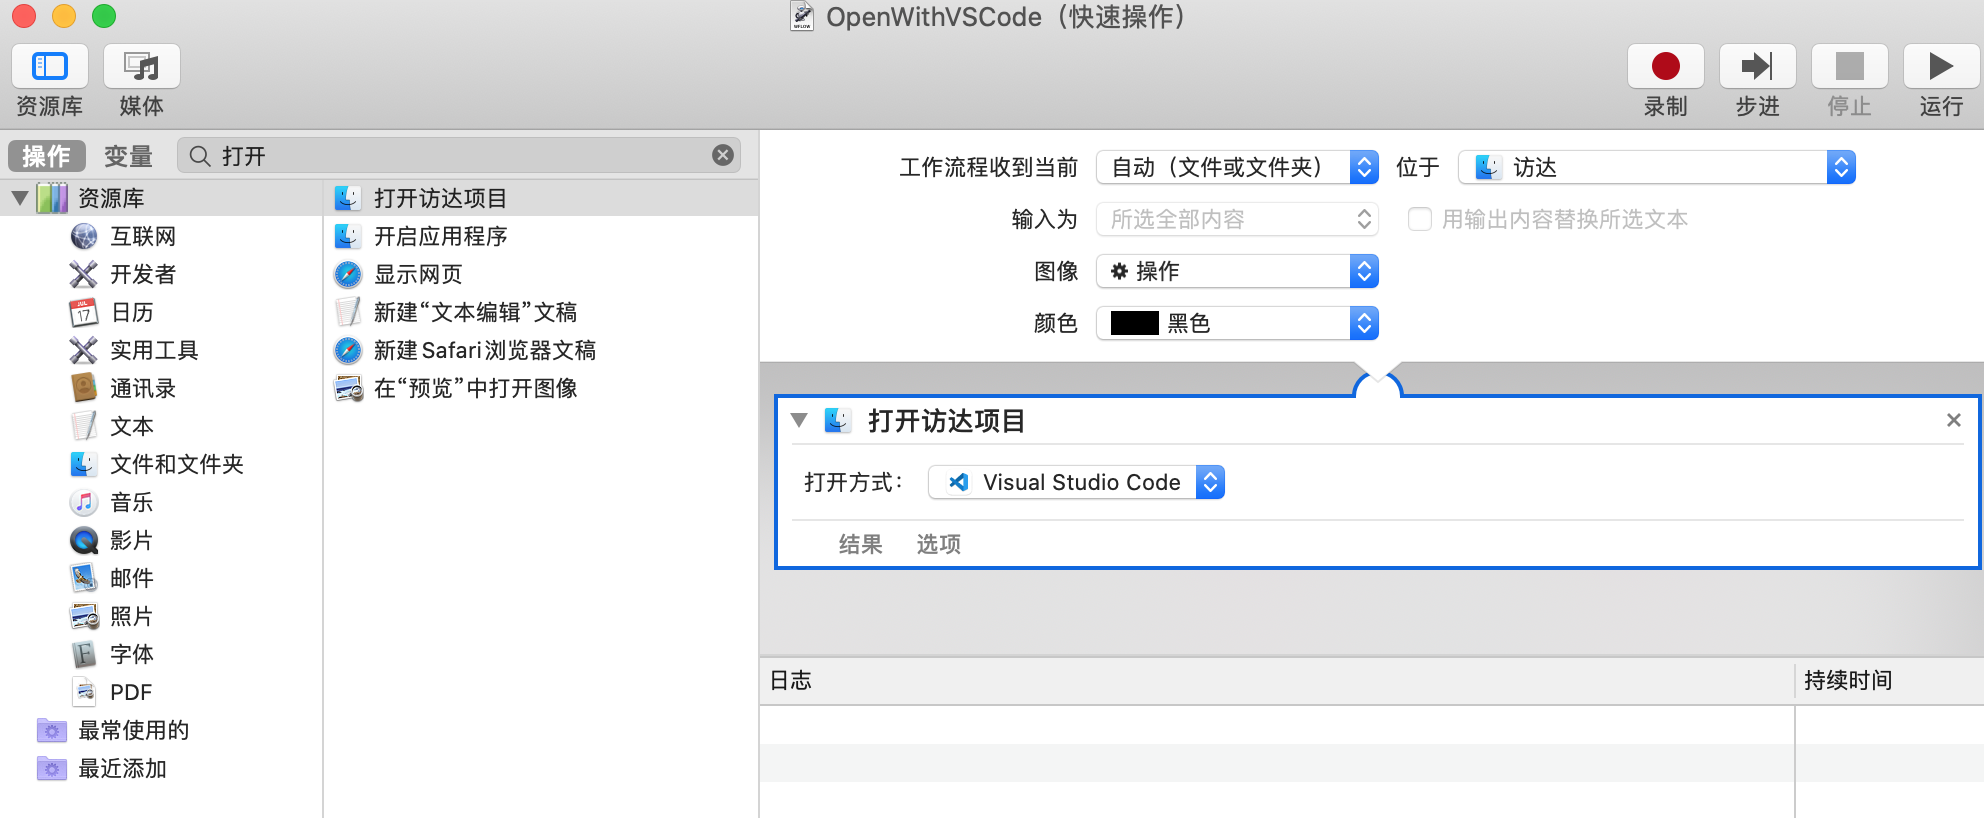 OpenWithVSCode（快速操作）
资源库
媒体
录制
步进
停止
运行
操作
变量
打开
资源库
互联网
开发者
日历
实用工具
通讯录
文本
文件和文件夹
音乐
影片
邮件
照片
字体
PDF
最常使用的
最近添加
打开访达项目
开启应用程序
显示网页
新建“文本编辑”文稿
新建 Safari 浏览器文稿
在“预览”中打开图像
工作流程收到当前 自动（文件或文件夹） 位于 访达
输入为 所选全部内容 用输出内容替换所选文本
图像 操作
颜色 黑色
打开访达项目
打开方式： Visual Studio Code
结果 选项
日志 持续时间